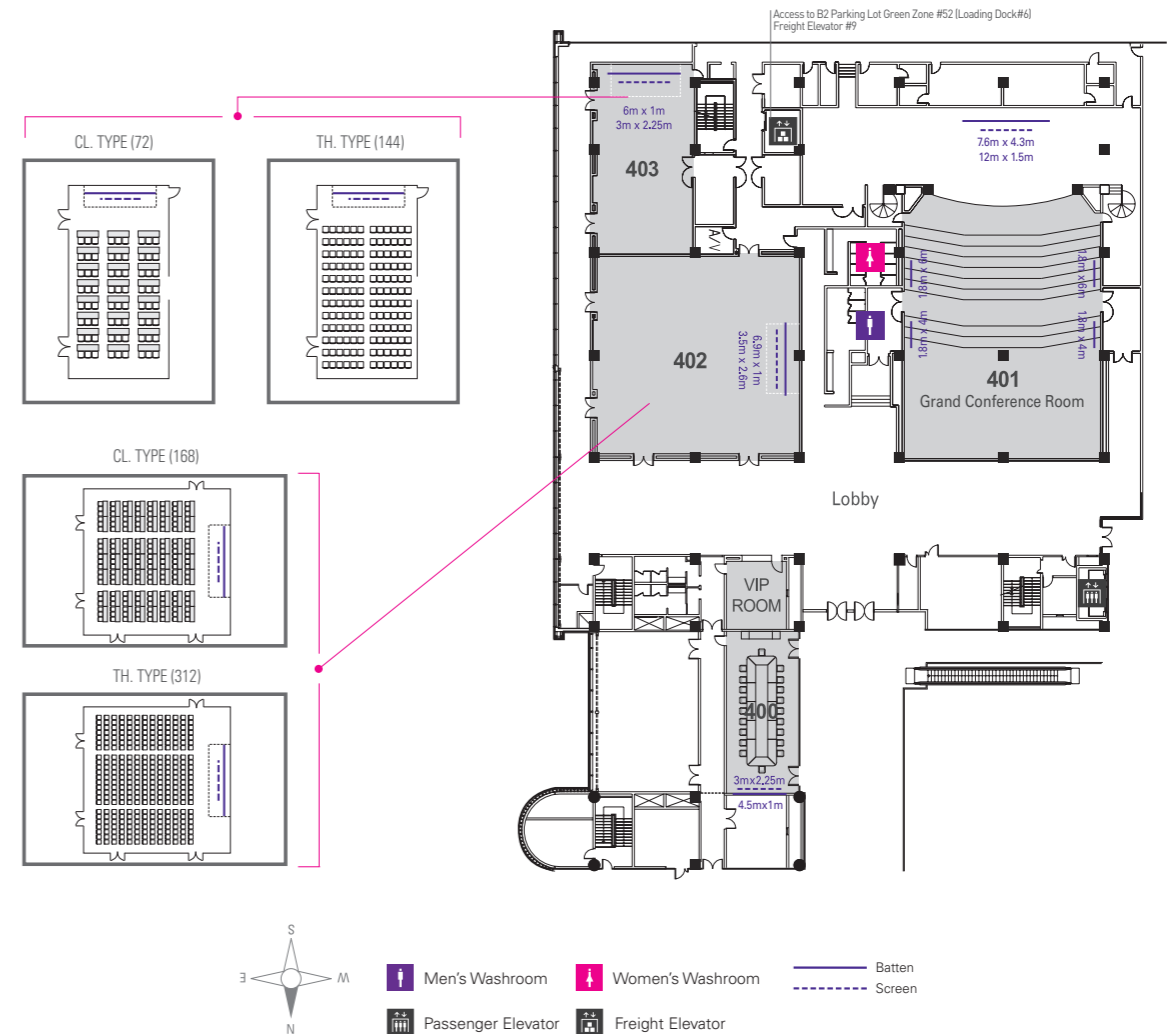 Access to B2 Parking Lot Green Zone #52 (Loading Dock#6)
Freight Elevator #9
CL. TYPE (72)
TH. TYPE (144)
6m x 1m
3m x 2.25m
403
7.6m x 4.3m
12m x 1.5m
A/V
1.8m x 6m
1.8m x 6m
1.8m x 4m
1.8m x 4m
6.9m x 1m
3.5m x 2.6m
402
401
Grand Conference Room
CL. TYPE (168)
Lobby
VIP
ROOM
TH. TYPE (312)
400
3mx2.25m
4.5mx1m
S
E
W
N
Men's Washroom
Women's Washroom
Batten
Screen
Passenger Elevator
Freight Elevator